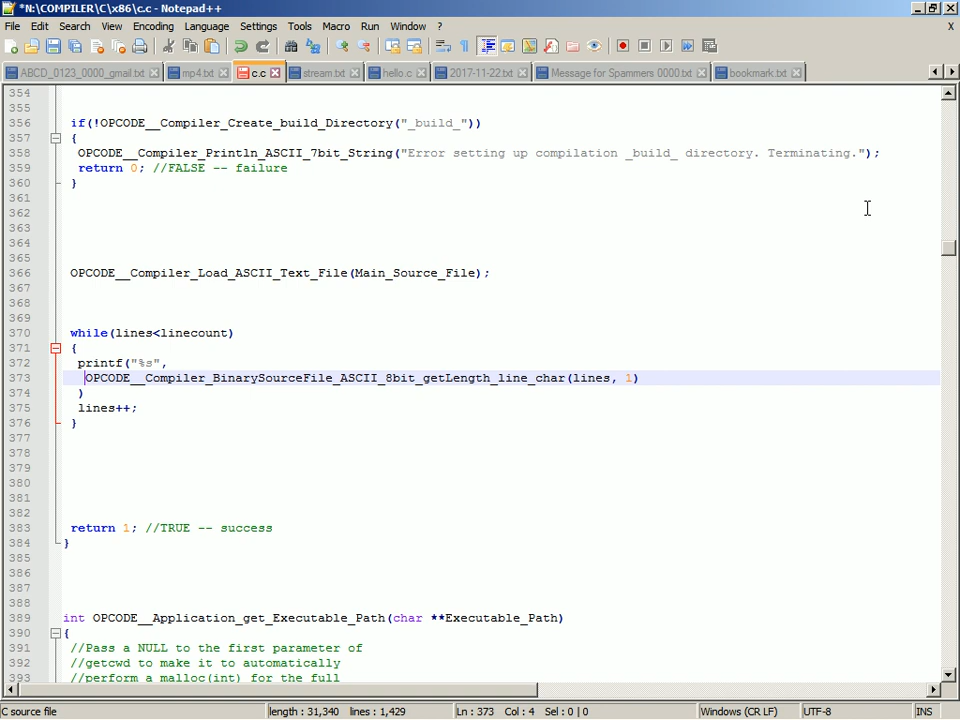 *N:\COMPILER\C\x86\c.c - Notepad++
File Edit Search View Encoding Language Settings Tools Macro Run Window ? X
ABCD_0123_0000_gmail.txt mp4.txt c.c stream.txt hello.c 2017-11-22.txt Message for Spammers 0000.txt bookmark.txt
354
355
356 if(!OPCODE__Compiler_Create_build_Directory("_build_"))
357 {
358 OPCODE__Compiler_Println_ASCII_7bit_String("Error setting up compilation _build_ directory. Terminating.");
359 return 0; //FALSE -- failure
360 }
361
362
363
364
365
366 OPCODE__Compiler_Load_ASCII_Text_File(Main_Source_File);
367
368
369
370 while(lines<linecount)
371 {
372 printf("%s",
373 OPCODE__Compiler_BinarySourceFile_ASCII_8bit_getLength_line_char(lines, 1)
374 )
375 lines++;
376 }
377
378
379
380
381
382
383 return 1; //TRUE -- success
384 }
385
386
387
388
389 int OPCODE__Application_get_Executable_Path(char **Executable_Path)
390 {
391 //Pass a NULL to the first parameter of
392 //getcwd to make it to automatically
393 //perform a malloc(int) for the full
C source file length : 31,340 lines : 1,429 Ln : 373 Col : 4 Sel : 0 | 0 Windows (CR LF) UTF-8 INS